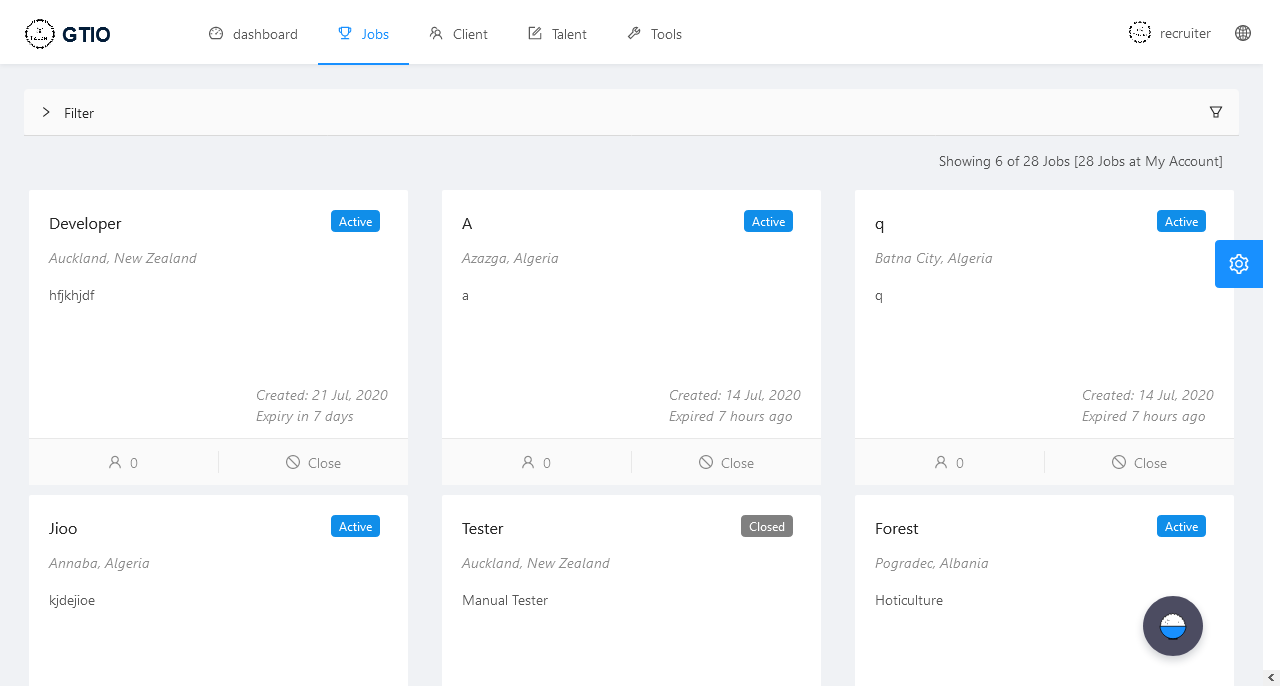 GTIO dashboard Jobs Client Talent Tools recruiter
Filter
Showing 6 of 28 Jobs [28 Jobs at My Account]
Developer Active
Auckland, New Zealand
hfjkhjdf
Created: 21 Jul, 2020
Expiry in 7 days
0 Close
A Active
Azazga, Algeria
a
Created: 14 Jul, 2020
Expired 7 hours ago
0 Close
q Active
Batna City, Algeria
q
Created: 14 Jul, 2020
Expired 7 hours ago
0 Close
Jioo Active
Annaba, Algeria
kjdejioe
Tester Closed
Auckland, New Zealand
Manual Tester
Forest Active
Pogradec, Albania
Hoticulture